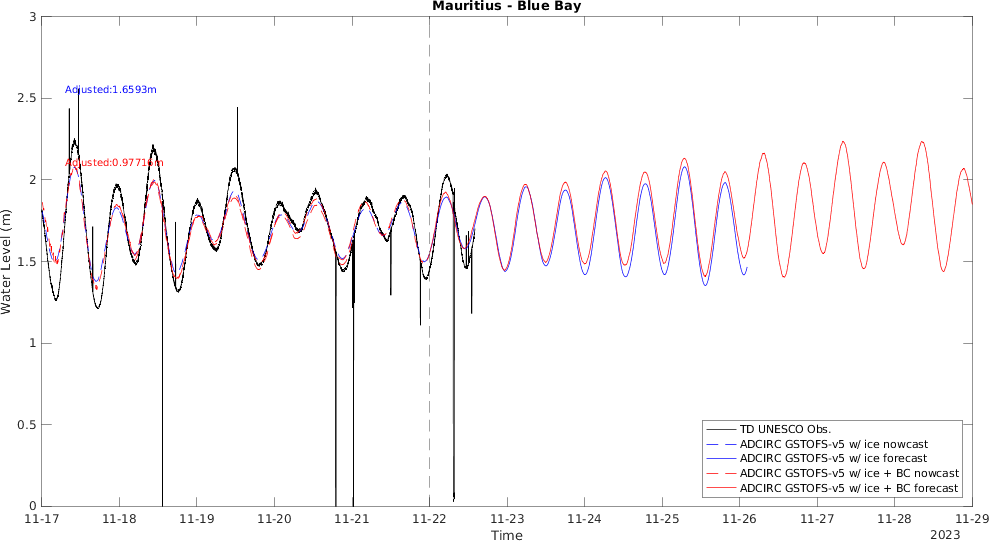 Mauritius - Blue Bay
3
2.5
2
1.5
1
0.5
0
Water Level (m)
Adjusted:1.6593m
Adjusted:0.97716m
TD UNESCO Obs.
ADCIRC GSTOFS-v5 w/ ice nowcast
ADCIRC GSTOFS-v5 w/ ice forecast
ADCIRC GSTOFS-v5 w/ ice + BC nowcast
ADCIRC GSTOFS-v5 w/ ice + BC forecast
11-17 11-18 11-19 11-20 11-21 11-22 11-23 11-24 11-25 11-26 11-27 11-28 11-29
Time
2023